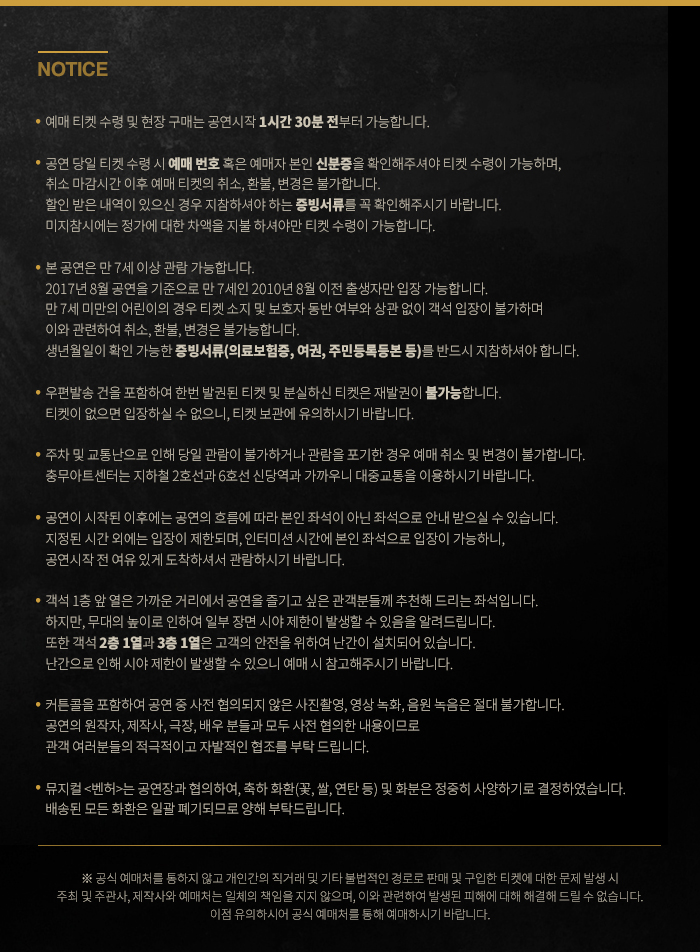 NOTICE
• 예매 티켓 수령 및 현장 구매는 공연시작 1시간 30분 전부터 가능합니다.
• 공연 당일 티켓 수령 시 예매 번호 혹은 예매자 본인 신분증을 확인해주셔야 티켓 수령이 가능하며,
취소 마감시간 이후 예매 티켓의 취소, 환불, 변경은 불가합니다.
할인 받은 내역이 있으신 경우 지참하셔야 하는 증빙서류를 꼭 확인해주시기 바랍니다.
미지참시에는 정가에 대한 차액을 지불 하셔야만 티켓 수령이 가능합니다.
• 본 공연은 만 7세 이상 관람 가능합니다.
2017년 8월 공연을 기준으로 만 7세인 2010년 8월 이전 출생자만 입장 가능합니다.
만 7세 미만의 어린이의 경우 티켓 소지 및 보호자 동반 여부와 상관 없이 객석 입장이 불가하며
이와 관련하여 취소, 환불, 변경은 불가능합니다.
생년월일이 확인 가능한 증빙서류(의료보험증, 여권, 주민등록등본 등)를 반드시 지참하셔야 합니다.
• 우편발송 건을 포함하여 한번 발권된 티켓 및 분실하신 티켓은 재발권이 불가능합니다.
티켓이 없으면 입장하실 수 없으니, 티켓 보관에 유의하시기 바랍니다.
• 주차 및 교통난으로 인해 당일 관람이 불가하거나 관람을 포기한 경우 예매 취소 및 변경이 불가합니다.
충무아트센터는 지하철 2호선과 6호선 신당역과 가까우니 대중교통을 이용하시기 바랍니다.
• 공연이 시작된 이후에는 공연의 흐름에 따라 본인 좌석이 아닌 좌석으로 안내 받으실 수 있습니다.
지정된 시간 외에는 입장이 제한되며, 인터미션 시간에 본인 좌석으로 입장이 가능하니,
공연시작 전 여유 있게 도착하셔서 관람하시기 바랍니다.
• 객석 1층 앞 열은 가까운 거리에서 공연을 즐기고 싶은 관객분들께 추천해 드리는 좌석입니다.
하지만, 무대의 높이로 인하여 일부 장면 시야 제한이 발생할 수 있음을 알려드립니다.
또한 객석 2층 1열과 3층 1열은 고객의 안전을 위하여 난간이 설치되어 있습니다.
난간으로 인해 시야 제한이 발생할 수 있으니 예매 시 참고해주시기 바랍니다.
• 커튼콜을 포함하여 공연 중 사전 협의되지 않은 사진촬영, 영상 녹화, 음원 녹음은 절대 불가합니다.
공연의 원작자, 제작사, 극장, 배우 분들과 모두 사전 협의한 내용이므로
관객 여러분들의 적극적이고 자발적인 협조를 부탁 드립니다.
• 뮤지컬 <벤허>는 공연장과 협의하여, 축하 화환(꽃, 쌀, 연탄 등) 및 화분은 정중히 사양하기로 결정하였습니다.
배송된 모든 화환은 일괄 폐기되므로 양해 부탁드립니다.
※ 공식 예매처를 통하지 않고 개인간의 직거래 및 기타 불법적인 경로로 판매 및 구입한 티켓에 대한 문제 발생 시
주최 및 주관사, 제작사와 예매처는 일체의 책임을 지지 않으며, 이와 관련하여 발생된 피해에 대해 해결해 드릴 수 없습니다.
이점 유의하시어 공식 예매처를 통해 예매하시기 바랍니다.